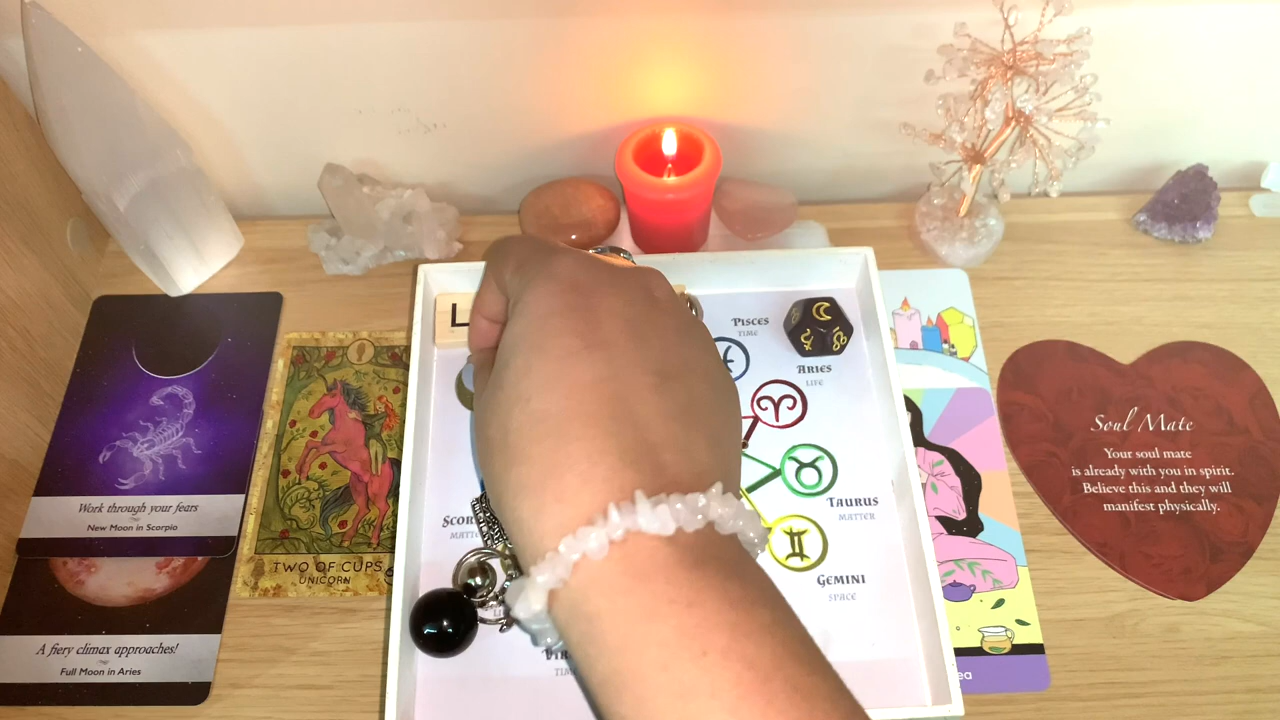 Work through your fears
New Moon in Scorpio
A fiery climax approaches!
Full Moon in Aries
TWO OF CUPS
UNICORN
L
PISCES
TIME
ARIES
LIFE
TAURUS
MATTER
GEMINI
SPACE
Soul Mate
Your soul mate
is already with you in spirit.
Believe this and they will
manifest physically.